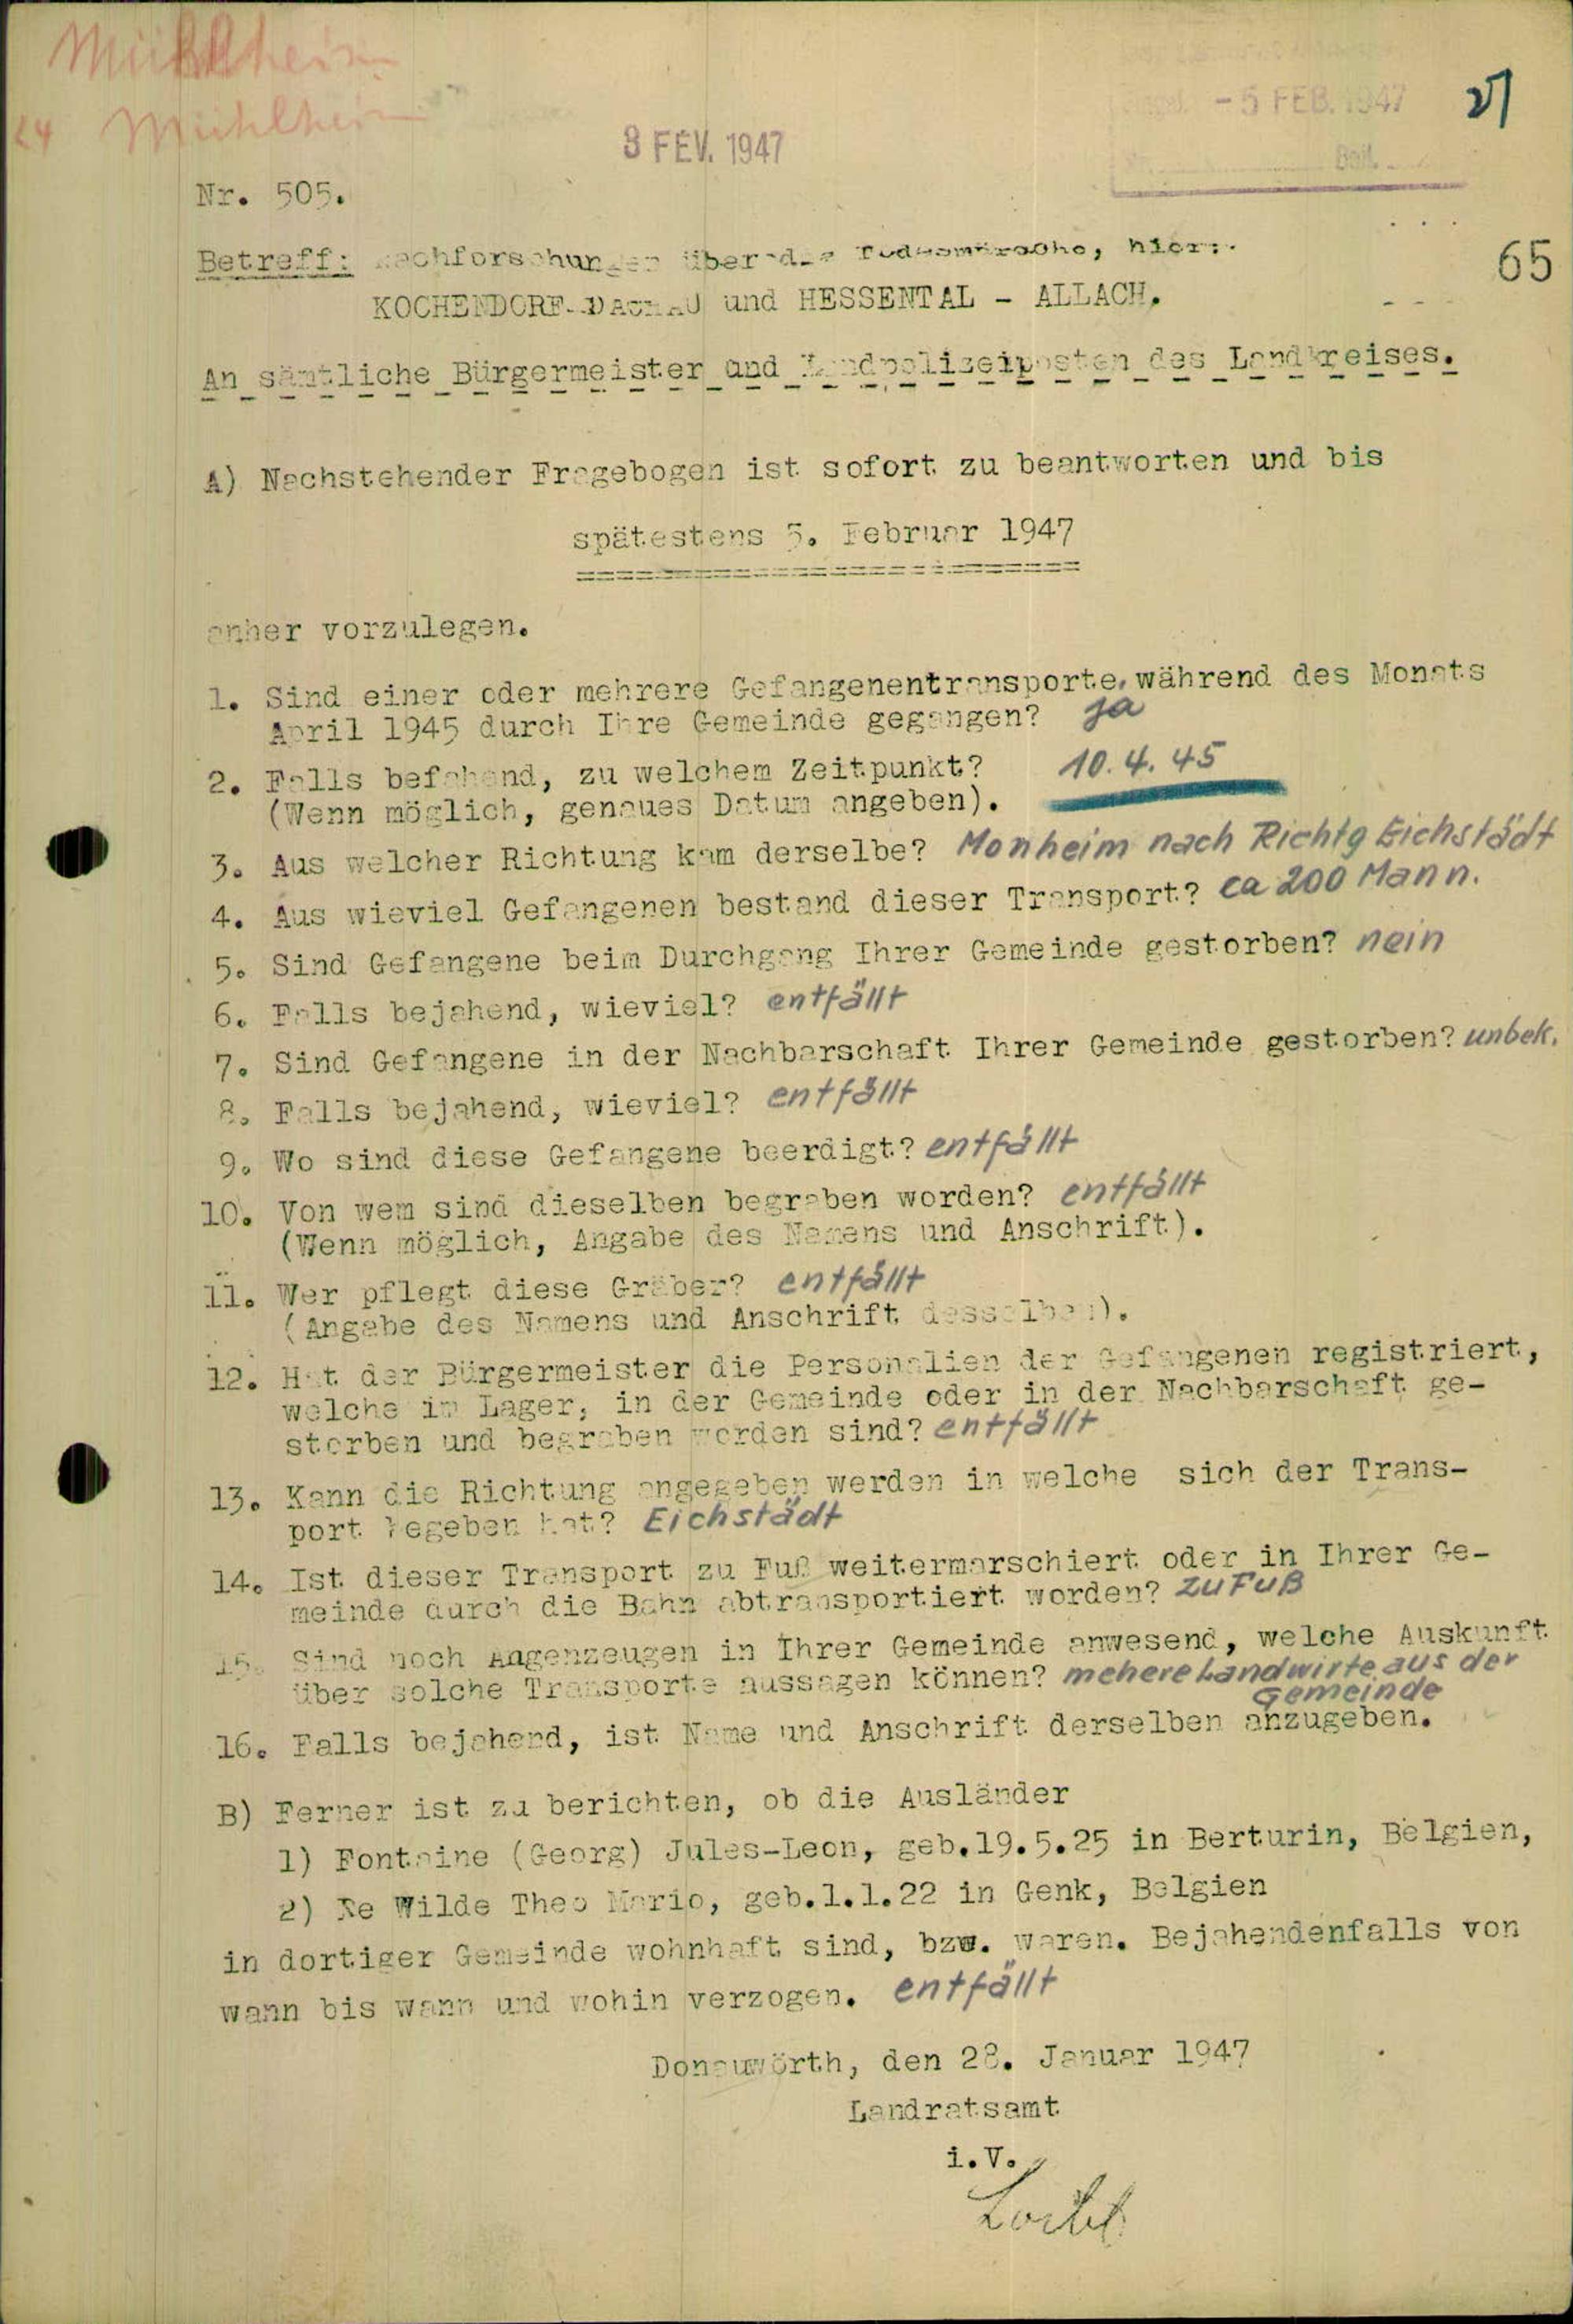 Mühlheim
24 Mühlheim
- 5 FEB. 1947
3 FEV. 1947
Beil.
Nr. 505.
65
Betreff: Nachforschungen über die Todesmärsche, hier:
KOCHENDORF-DACHAU und HESSENTAL - ALLACH.
An sämtliche Bürgermeister und Landpolizeiposten des Landkreises.
A) Nachstehender Fragebogen ist sofort zu beantworten und bis
spätestens 5. Februar 1947
anher vorzulegen.
1. Sind einer oder mehrere Gefangenentransporte, während des Monats
April 1945 durch Ihre Gemeinde gegangen? ja
2. Falls befahend, zu welchem Zeitpunkt? 10.4.45
(Wenn möglich, genaues Datum angeben).
3. Aus welcher Richtung kam derselbe? Monheim nach Richtg Eichstädt
4. Aus wieviel Gefangenen bestand dieser Transport? ca 200 Mann.
5. Sind Gefangene beim Durchgang Ihrer Gemeinde gestorben? nein
6. Falls bejahend, wieviel? entfällt
7. Sind Gefangene in der Nachbarschaft Ihrer Gemeinde gestorben? unbek.
8. Falls bejahend, wieviel? entfällt
9. Wo sind diese Gefangene beerdigt? entfällt
10. Von wem sind dieselben begraben worden? entfällt
(Wenn möglich, Angabe des Namens und Anschrift).
11. Wer pflegt diese Gräber? entfällt
(Angabe des Namens und Anschrift desselben).
12. Hat der Bürgermeister die Personalien der Gefangenen registriert,
welche im Lager, in der Gemeinde oder in der Nachbarschaft ge-
storben und begraben worden sind? entfällt
13. Kann die Richtung angegeben werden in welche sich der Trans-
port begeben hat? Eichstädt
14. Ist dieser Transport zu Fuß weitermarschiert oder in Ihrer Ge-
meinde durch die Bahn abtransportiert worden? zu Fuß
15. Sind noch Augenzeugen in Ihrer Gemeinde anwesend, welche Auskunft
über solche Transporte aussagen können? mehere Landwirte aus der
Gemeinde
16. Falls bejahend, ist Name und Anschrift derselben anzugeben.
B) Ferner ist zu berichten, ob die Ausländer
1) Fontaine (Georg) Jules-Leon, geb.19.5.25 in Berturin, Belgien,
2) De Wilde Theo Mario, geb.1.1.22 in Genk, Belgien
in dortiger Gemeinde wohnhaft sind, bzw. waren. Bejahendenfalls von
wann bis wann und wohin verzogen. entfällt
Donauwörth, den 28. Januar 1947
Landratsamt
i.V.